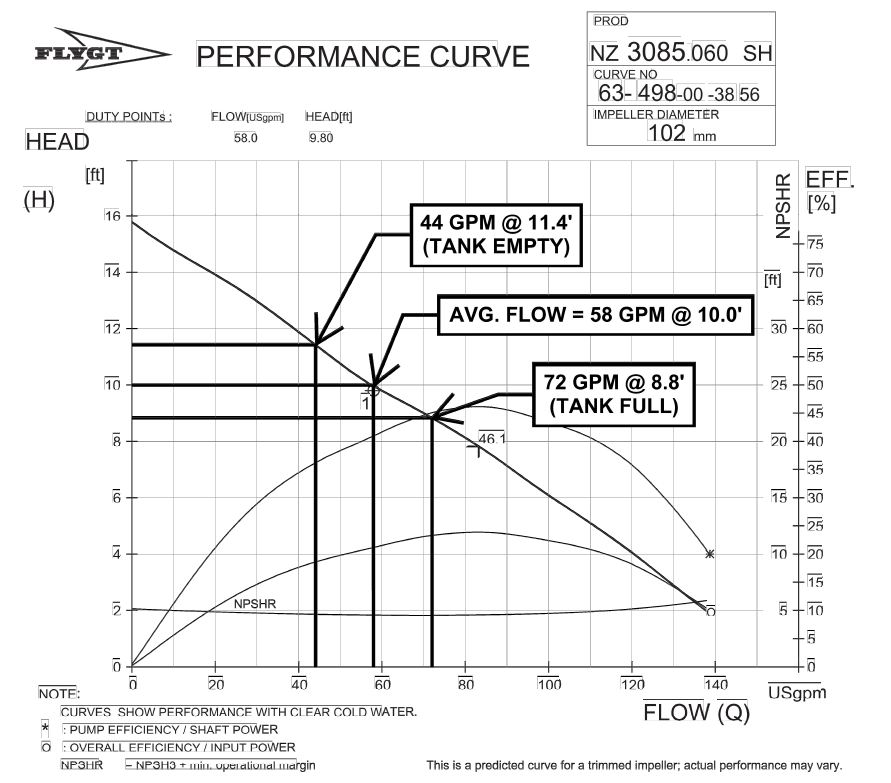 FLYGT
PERFORMANCE CURVE
PROD
NZ 3085.060 SH
CURVE NO
63- 498-00 -38 56
IMPELLER DIAMETER
102 mm
DUTY POINTs : FLOW[USgpm] HEAD[ft]
58.0 9.80
HEAD
[ft]
(H)
NPSHR
[ft]
EFF.
[%]
16
14
12
10
8
6
4
2
0
44 GPM @ 11.4'
(TANK EMPTY)
AVG. FLOW = 58 GPM @ 10.0'
72 GPM @ 8.8'
(TANK FULL)
1
46.1
NPSHR
30
25
20
15
10
5
75
70
65
60
55
50
45
40
35
30
25
20
15
10
5
0
0 20 40 60 80 100 120 140
USgpm
FLOW (Q)
NOTE:
CURVES SHOW PERFORMANCE WITH CLEAR COLD WATER.
* : PUMP EFFICIENCY / SHAFT POWER
O : OVERALL EFFICIENCY / INPUT POWER
NPSHR = NPSH3 + min. operational margin
This is a predicted curve for a trimmed impeller; actual performance may vary.